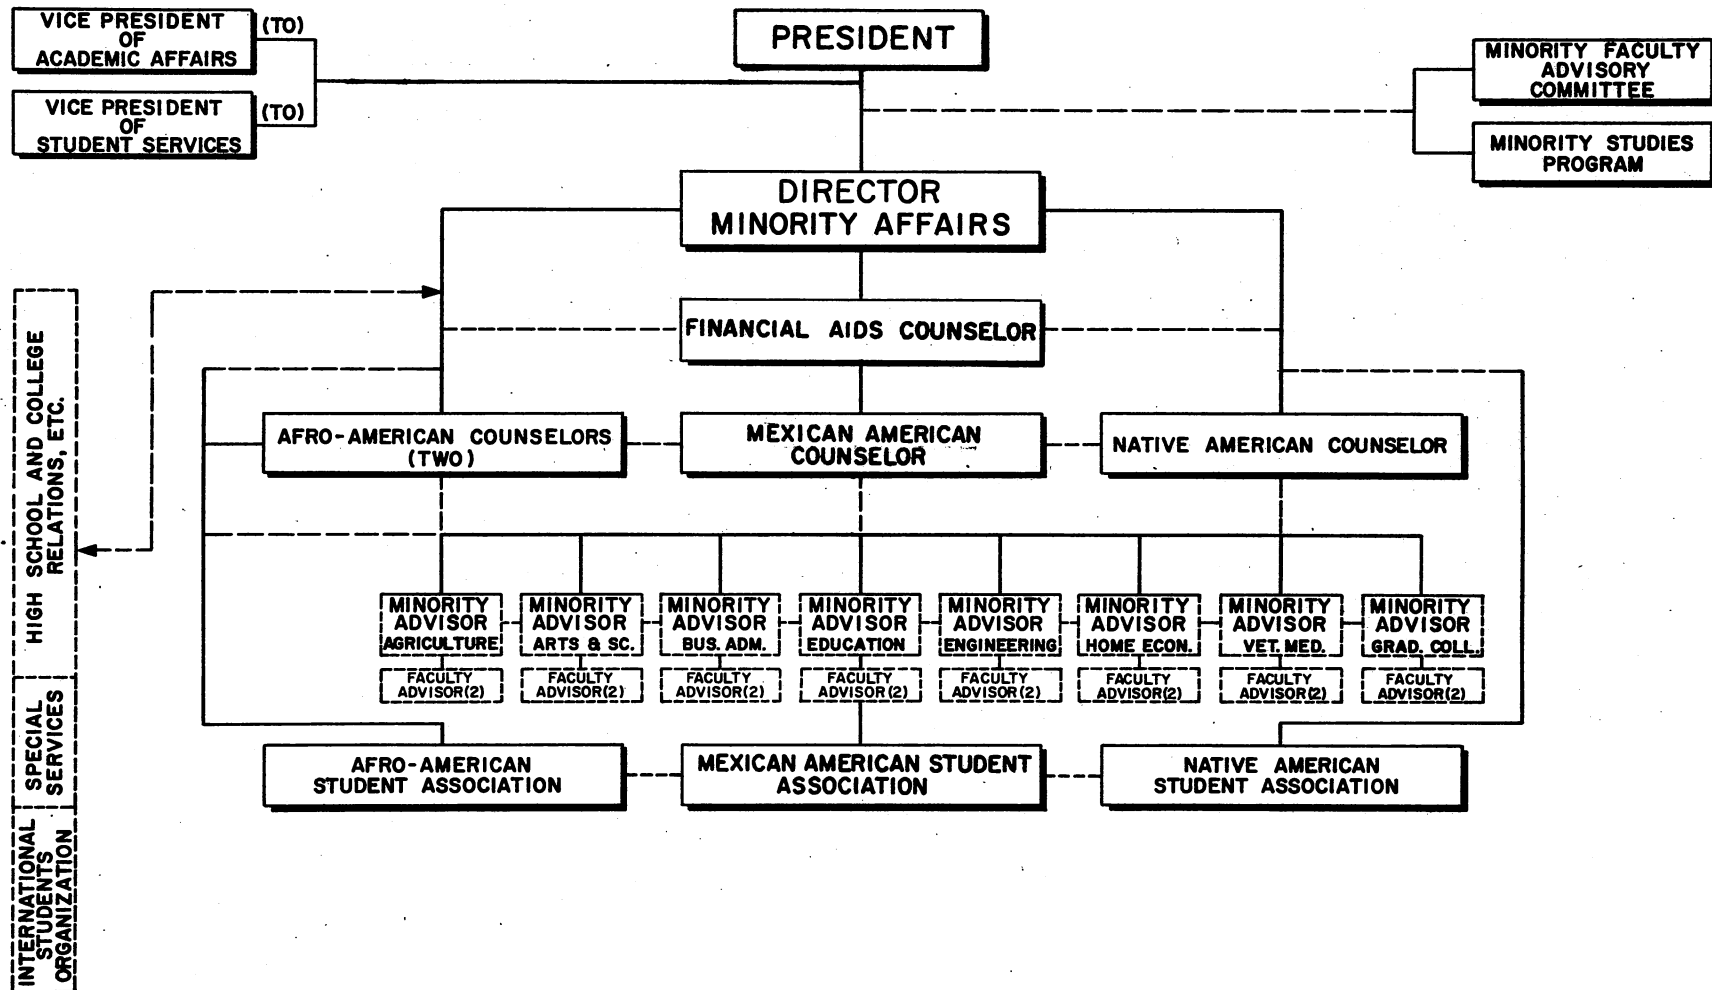 VICE PRESIDENT
OF
ACADEMIC AFFAIRS
(TO)
VICE PRESIDENT
OF
STUDENT SERVICES
(TO)
PRESIDENT
MINORITY FACULTY
ADVISORY
COMMITTEE
MINORITY STUDIES
PROGRAM
DIRECTOR
MINORITY AFFAIRS
FINANCIAL AIDS COUNSELOR
AFRO-AMERICAN COUNSELORS
(TWO)
MEXICAN AMERICAN
COUNSELOR
NATIVE AMERICAN COUNSELOR
MINORITY
ADVISOR
AGRICULTURE
MINORITY
ADVISOR
ARTS & SC.
MINORITY
ADVISOR
BUS. ADM.
MINORITY
ADVISOR
EDUCATION
MINORITY
ADVISOR
ENGINEERING
MINORITY
ADVISOR
HOME ECON.
MINORITY
ADVISOR
VET. MED.
MINORITY
ADVISOR
GRAD. COLL.
FACULTY
ADVISOR(2)
FACULTY
ADVISOR(2)
FACULTY
ADVISOR(2)
FACULTY
ADVISOR(2)
FACULTY
ADVISOR(2)
FACULTY
ADVISOR(2)
FACULTY
ADVISOR(2)
FACULTY
ADVISOR(2)
AFRO-AMERICAN
STUDENT ASSOCIATION
MEXICAN AMERICAN STUDENT
ASSOCIATION
NATIVE AMERICAN
STUDENT ASSOCIATION
HIGH SCHOOL AND COLLEGE
RELATIONS, ETC.
SPECIAL
SERVICES
INTERNATIONAL
STUDENTS
ORGANIZATION